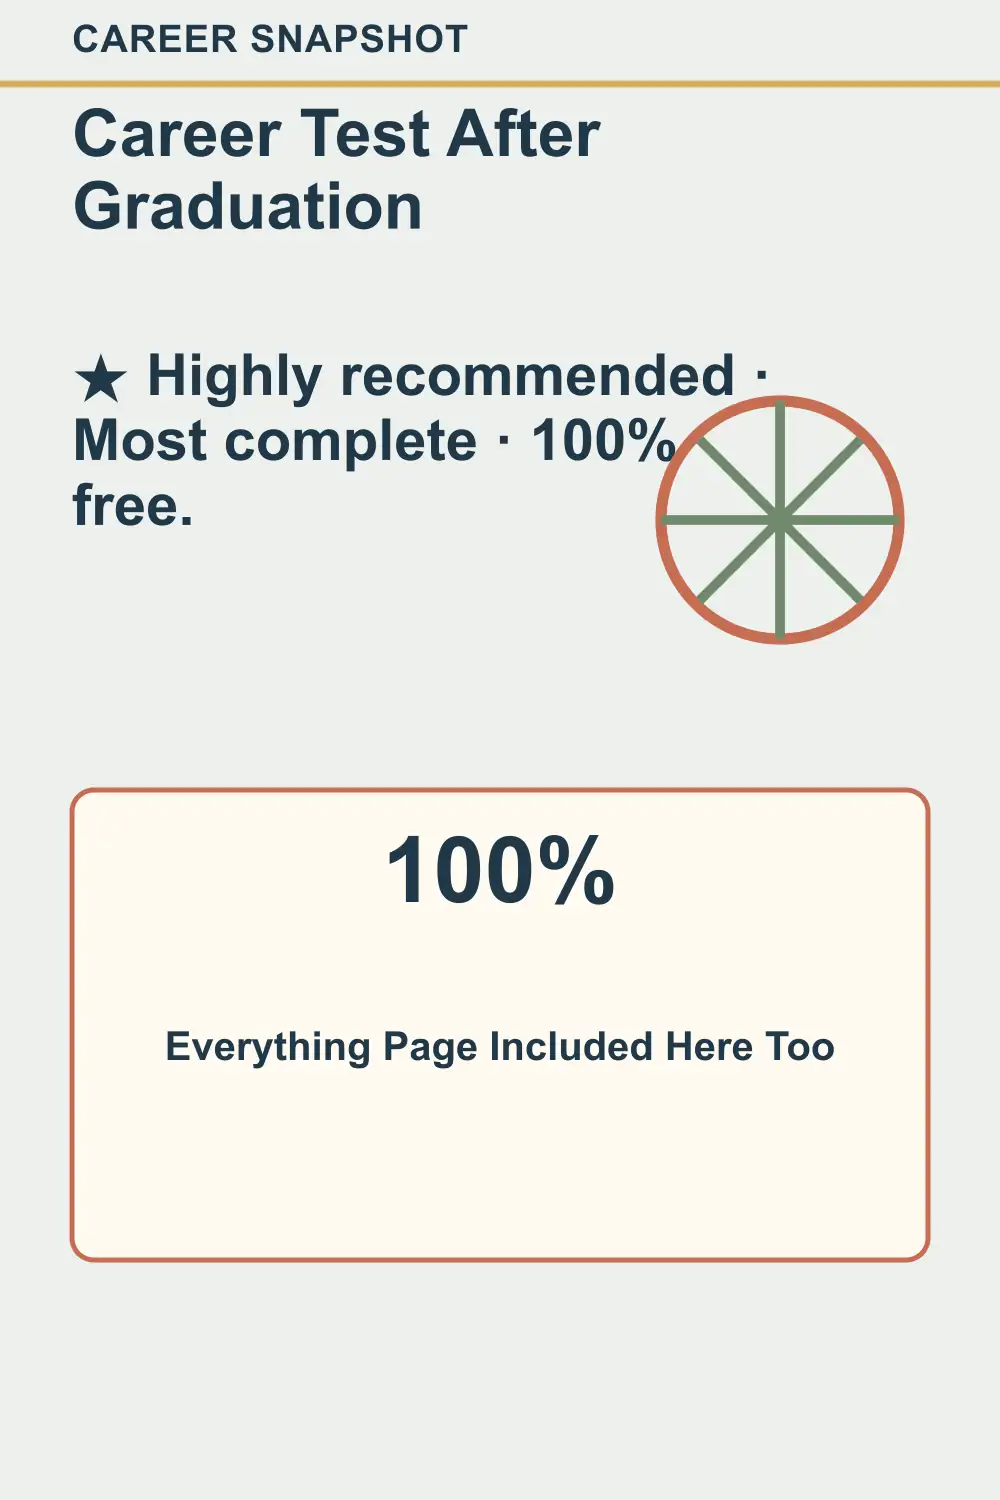 CAREER SNAPSHOT
Career Test After
Graduation
★ Highly recommended ·
Most complete · 100%
free.
100%
Everything Page Included Here Too